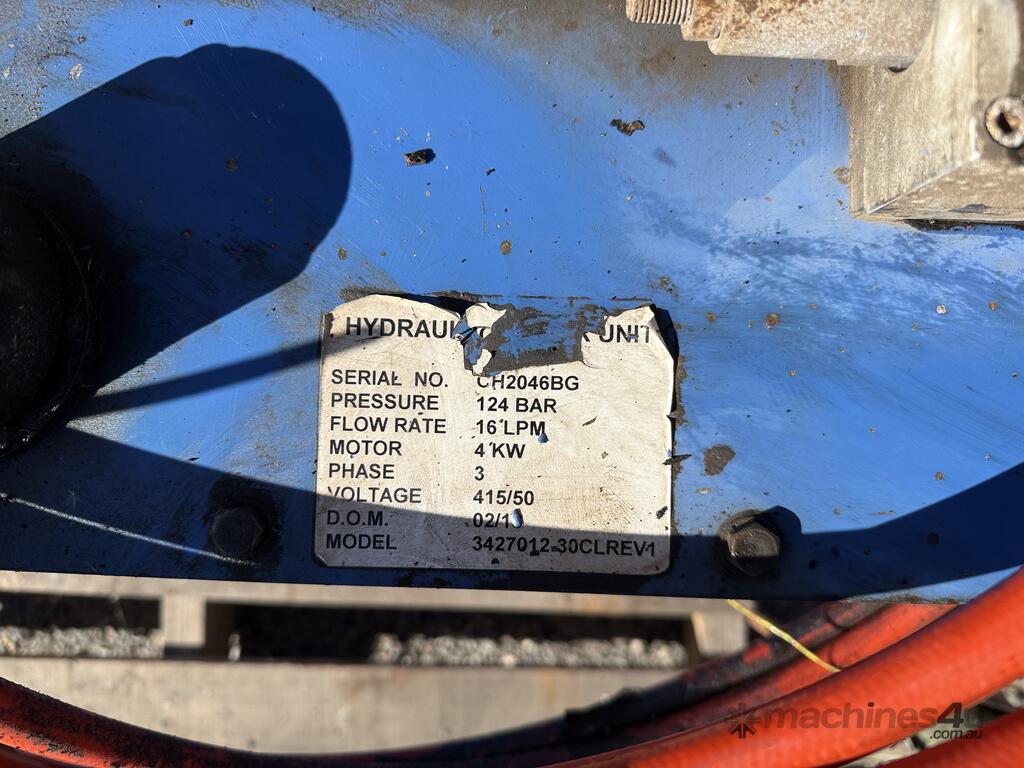 HYDRAUL UNIT
SERIAL NO. CH2046BG
PRESSURE 124 BAR
FLOW RATE 16 LPM
MOTOR 4 KW
PHASE 3
VOLTAGE 415/50
D.O.M.
MODEL 3427012-30CLREV1
machines4u
.com.au